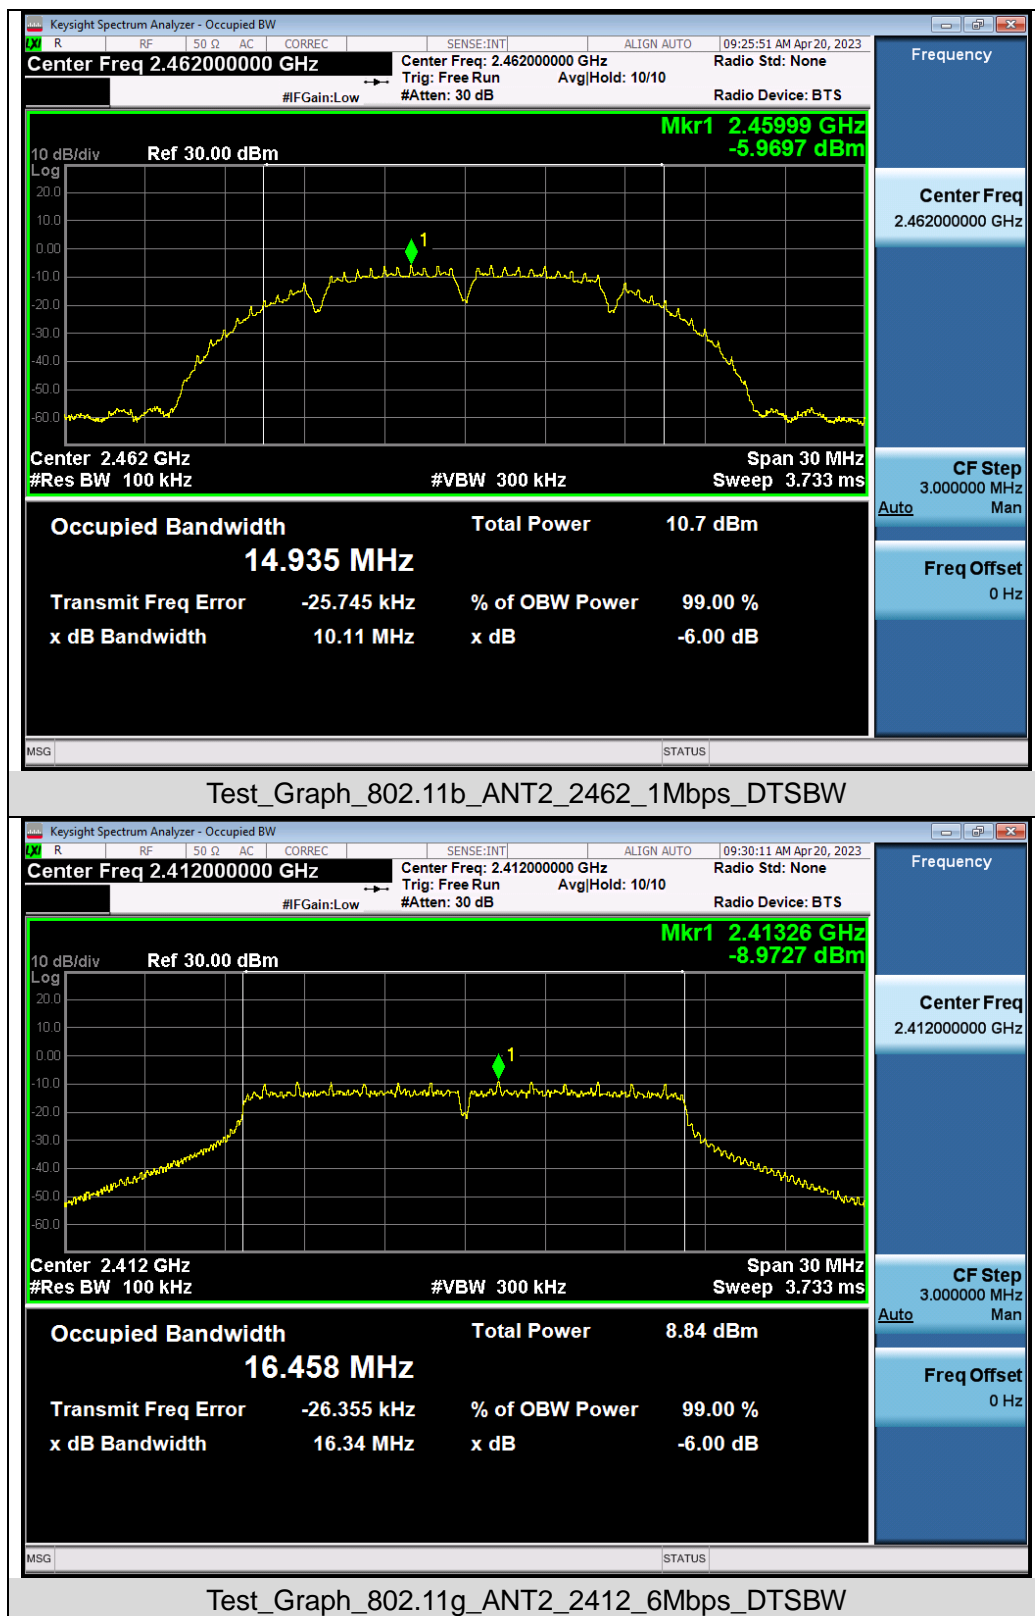 Keysight Spectrum Analyzer - Occupied BW
LXI R RF 50 Ω AC CORREC SENSE:INT ALIGN AUTO 09:25:51 AM Apr 20, 2023
Center Freq 2.462000000 GHz
Center Freq: 2.462000000 GHz
Radio Std: None
Trig: Free Run Avg|Hold: 10/10
#IFGain:Low
#Atten: 30 dB
Radio Device: BTS
Frequency
Mkr1 2.45999 GHz
-5.9697 dBm
10 dB/div Ref 30.00 dBm
Log
20.0
10.0
0.00
-10.0
-20.0
-30.0
-40.0
-50.0
-60.0
1
Center 2.462 GHz
Span 30 MHz
#Res BW 100 kHz
#VBW 300 kHz
Sweep 3.733 ms
Center Freq
2.462000000 GHz
CF Step
3.000000 MHz
Auto Man
Freq Offset
0 Hz
Occupied Bandwidth
Total Power 10.7 dBm
14.935 MHz
Transmit Freq Error -25.745 kHz
% of OBW Power 99.00 %
x dB Bandwidth 10.11 MHz
x dB -6.00 dB
MSG STATUS
Test_Graph_802.11b_ANT2_2462_1Mbps_DTSBW
Keysight Spectrum Analyzer - Occupied BW
LXI R RF 50 Ω AC CORREC SENSE:INT ALIGN AUTO 09:30:11 AM Apr 20, 2023
Center Freq 2.412000000 GHz
Center Freq: 2.412000000 GHz
Radio Std: None
Trig: Free Run Avg|Hold: 10/10
#IFGain:Low
#Atten: 30 dB
Radio Device: BTS
Frequency
Mkr1 2.41326 GHz
-8.9727 dBm
10 dB/div Ref 30.00 dBm
Log
20.0
10.0
0.00
-10.0
-20.0
-30.0
-40.0
-50.0
-60.0
1
Center 2.412 GHz
Span 30 MHz
#Res BW 100 kHz
#VBW 300 kHz
Sweep 3.733 ms
Center Freq
2.412000000 GHz
CF Step
3.000000 MHz
Auto Man
Freq Offset
0 Hz
Occupied Bandwidth
Total Power 8.84 dBm
16.458 MHz
Transmit Freq Error -26.355 kHz
% of OBW Power 99.00 %
x dB Bandwidth 16.34 MHz
x dB -6.00 dB
MSG STATUS
Test_Graph_802.11g_ANT2_2412_6Mbps_DTSBW